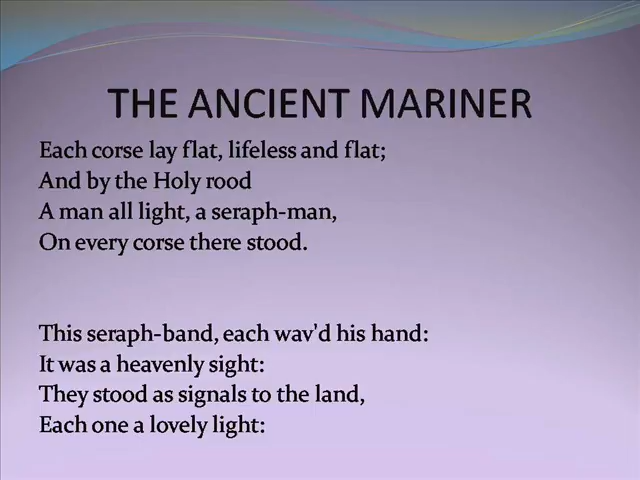 THE ANCIENT MARINER
Each corse lay flat, lifeless and flat;
And by the Holy rood
A man all light, a seraph-man,
On every corse there stood.
This seraph-band, each wav'd his hand:
It was a heavenly sight:
They stood as signals to the land,
Each one a lovely light: